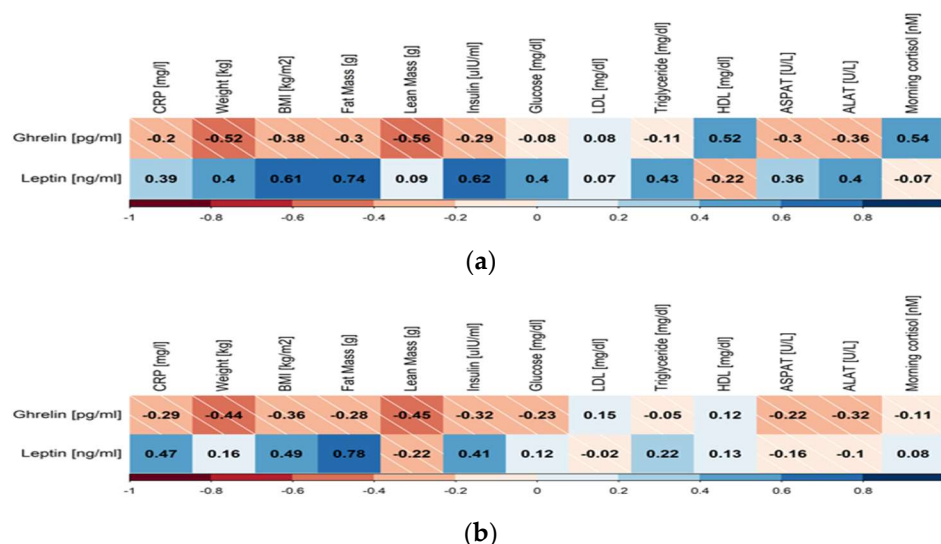 (a)
CRP [mg/l] Weight [kg] BMI [kg/m2] Fat Mass [g] Lean Mass [g] Insulin [uIU/ml] Glucose [mg/dl] LDL [mg/dl] Triglyceride [mg/dl] HDL [mg/dl] ASPAT [U/L] ALAT [U/L] Morning cortisol [nM]
Ghrelin [pg/ml] -0.2 -0.52 -0.38 -0.3 -0.56 -0.29 -0.08 0.08 -0.11 0.52 -0.3 -0.36 0.54
Leptin [ng/ml] 0.39 0.4 0.61 0.74 0.09 0.62 0.4 0.07 0.43 -0.22 0.36 0.4 -0.07
-1 -0.8 -0.6 -0.4 -0.2 0 0.2 0.4 0.6 0.8
(a)
CRP [mg/l] Weight [kg] BMI [kg/m2] Fat Mass [g] Lean Mass [g] Insulin [uIU/ml] Glucose [mg/dl] LDL [mg/dl] Triglyceride [mg/dl] HDL [mg/dl] ASPAT [U/L] ALAT [U/L] Morning cortisol [nM]
Ghrelin [pg/ml] -0.29 -0.44 -0.36 -0.28 -0.45 -0.32 -0.23 0.15 -0.05 0.12 -0.22 -0.32 -0.11
Leptin [ng/ml] 0.47 0.16 0.49 0.78 -0.22 0.41 0.12 -0.02 0.22 0.13 -0.16 -0.1 0.08
-1 -0.8 -0.6 -0.4 -0.2 0 0.2 0.4 0.6 0.8
(b)